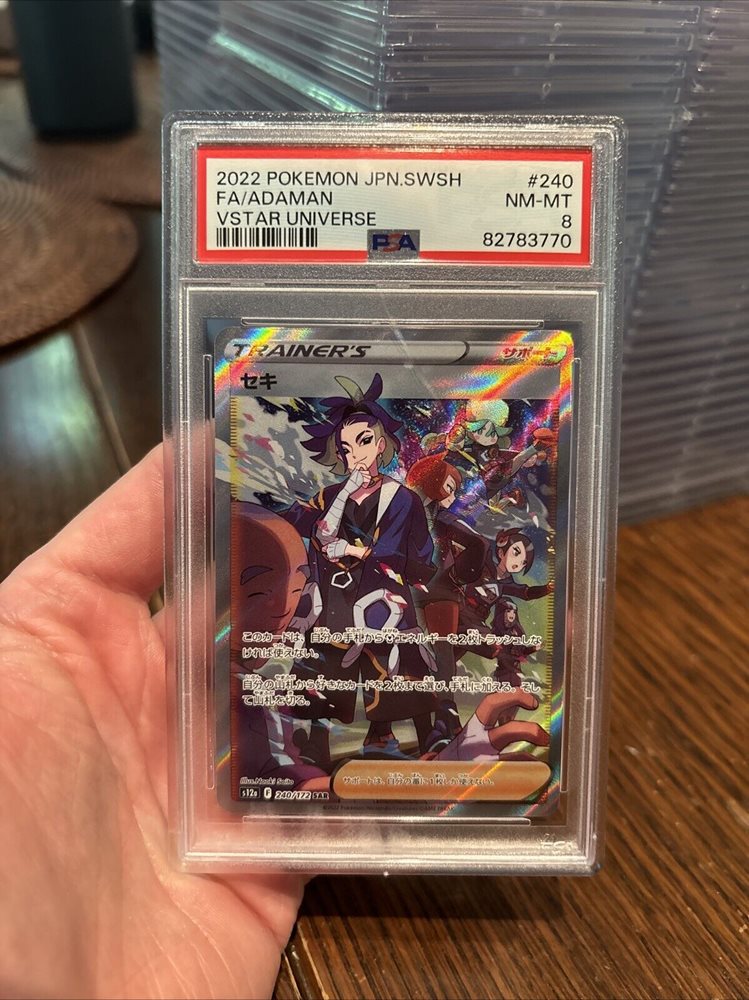 2022 POKEMON JPN.SWSH #240
FA/ADAMAN NM-MT
VSTAR UNIVERSE 8
PSA 82783770
TRAINER'S サポート
セキ
このカードは、自分の手札からエネルギーを2枚トラッシュしな
ければ使えない。
自分の山札から好きなカードを2枚まで選び、手札に加える。そし
て山札を切る。
Illus. Naoki Saito
サポートは、自分の番に1枚しか使えない。
s12a F 240/172 SAR